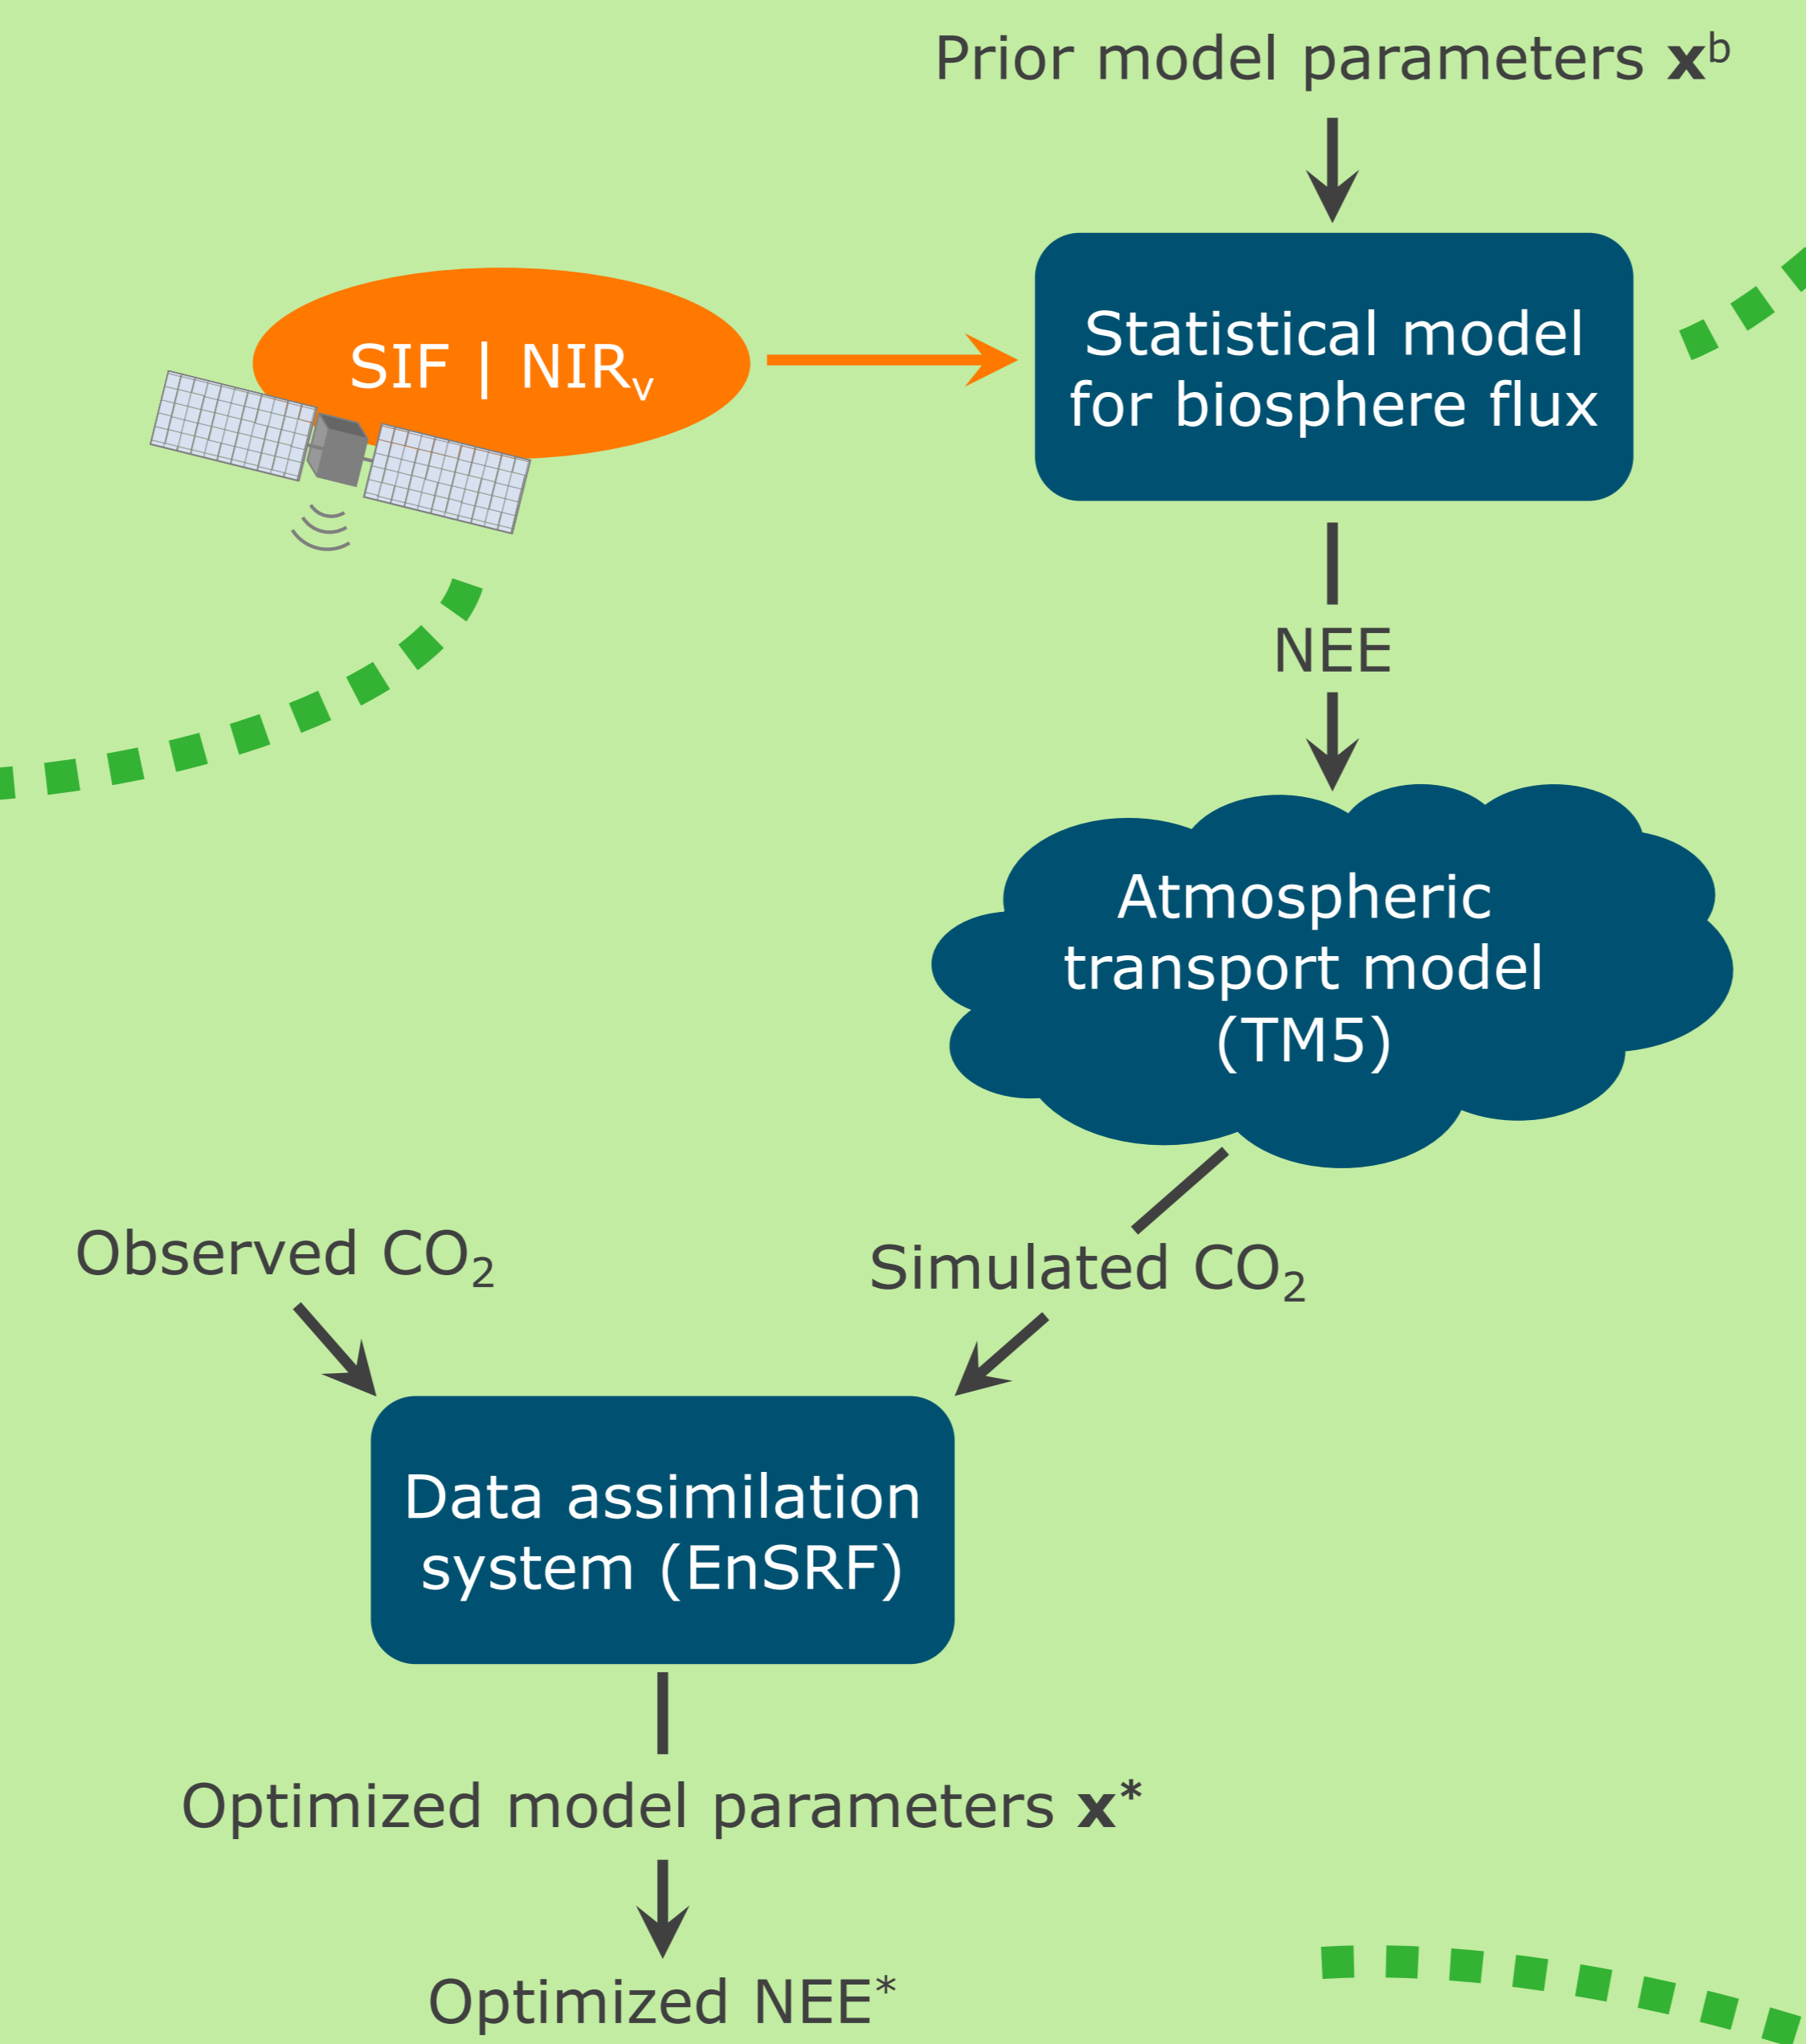 Prior model parameters xᵇ
SIF | NIRᵥ
Statistical model
for biosphere flux
NEE
Atmospheric
transport model
(TM5)
Observed CO₂
Simulated CO₂
Data assimilation
system (EnSRF)
Optimized model parameters x*
Optimized NEE*